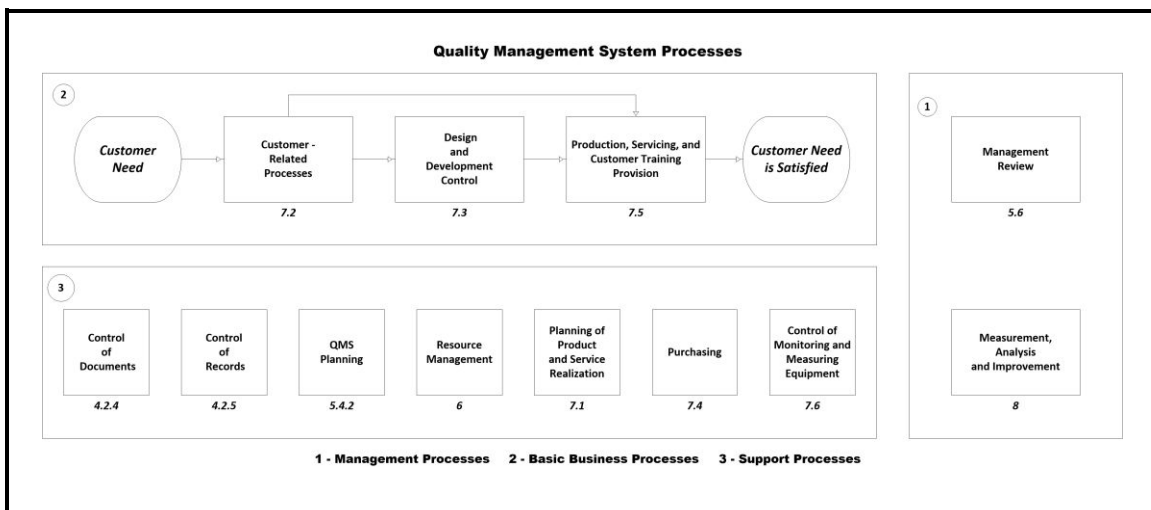 Quality Management System Processes
2
Customer
Need
Customer -
Related
Processes
7.2
Design
and
Development
Control
7.3
Production, Servicing, and
Customer Training
Provision
7.5
Customer Need
is Satisfied
1
Management
Review
5.6
3
Control
of
Documents
4.2.4
Control
of
Records
4.2.5
QMS
Planning
5.4.2
Resource
Management
6
Planning of
Product
and Service
Realization
7.1
Purchasing
7.4
Control of
Monitoring and
Measuring
Equipment
7.6
Measurement,
Analysis
and Improvement
8
1 - Management Processes 2 - Basic Business Processes 3 - Support Processes